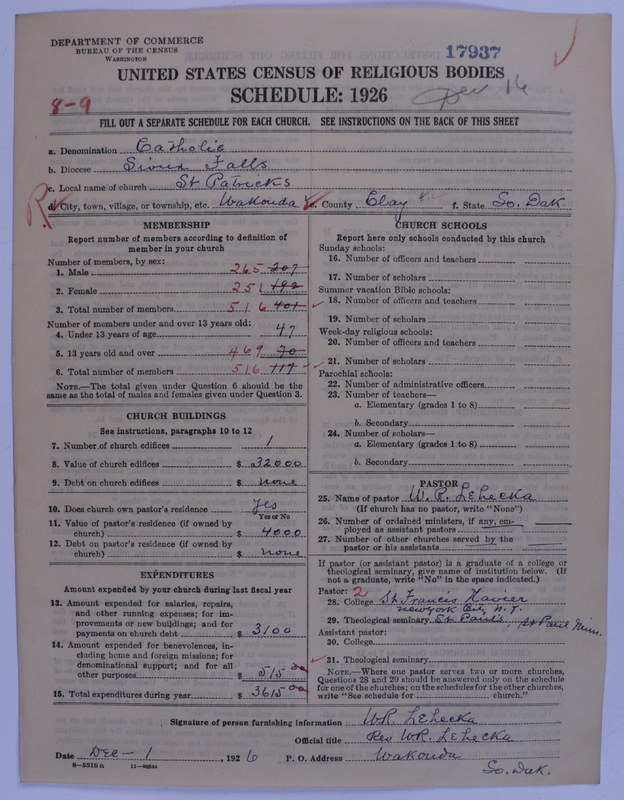 DEPARTMENT OF COMMERCE
BUREAU OF THE CENSUS
WASHINGTON
17937
UNITED STATES CENSUS OF RELIGIOUS BODIES
8-9
SCHEDULE: 1926
Dec 16
FILL OUT A SEPARATE SCHEDULE FOR EACH CHURCH. SEE INSTRUCTIONS ON THE BACK OF THIS SHEET
a. Denomination Catholic
b. Diocese Sioux Falls
c. Local name of church St Patricks
R
d. City, town, village, or township, etc. Wakonda e. County Clay f. State So. Dak.
MEMBERSHIP
Report number of members according to definition of
member in your church
Number of members, by sex:
1. Male 265 207
2. Female 251 192
3. Total number of members 516 401
Number of members under and over 13 years old:
4. Under 13 years of age 47
5. 13 years old and over 469 70
6. Total number of members 516 117
NOTE.—The total given under Question 6 should be the
same as the total of males and females given under Question 3.
CHURCH BUILDINGS
See instructions, paragraphs 10 to 12
7. Number of church edifices 1
8. Value of church edifices $ 32000
9. Debt on church edifices $ none
10. Does church own pastor's residence yes
Yes or No
11. Value of pastor's residence (if owned by
church) $ 4000
12. Debt on pastor's residence (if owned by
church) $ none
EXPENDITURES
Amount expended by your church during last fiscal year
13. Amount expended for salaries, repairs,
and other running expenses; for im-
provements or new buildings; and for
payments on church debt $ 3100
14. Amount expended for benevolences, in-
cluding home and foreign missions; for
denominational support; and for all
other purposes $ 515 00
15. Total expenditures during year $ 3615 00
CHURCH SCHOOLS
Report here only schools conducted by this church
Sunday schools:
16. Number of officers and teachers
17. Number of scholars
Summer vacation Bible schools:
18. Number of officers and teachers
19. Number of scholars
Week-day religious schools:
20. Number of officers and teachers
21. Number of scholars
Parochial schools:
22. Number of administrative officers
23. Number of teachers—
a. Elementary (grades 1 to 8)
b. Secondary
24. Number of scholars—
a. Elementary (grades 1 to 8)
b. Secondary
PASTOR
25. Name of pastor W. R. Lehecka
(If church has no pastor, write "None")
26. Number of ordained ministers, if any, em-
ployed as assistant pastors
27. Number of other churches served by the
pastor or his assistants
If pastor (or assistant pastor) is a graduate of a college or
theological seminary, give name of institution below. (If
not a graduate, write "No" in the space indicated.)
Pastor: 2
28. College St. Francis Xavier
New York City N. Y.
29. Theological seminary St. Pauls, St Paul Minn.
Assistant pastor:
30. College
31. Theological seminary
NOTE.—Where one pastor serves two or more churches,
Questions 28 and 29 should be answered only on the schedule
for one of the churches; on the schedules for the other churches,
write "See schedule for church."
Signature of person furnishing information W. R. Lehecka
Official title Rev W. R. Lehecka
Date Dec - 1, 1926 P. O. Address Wakonda
So. Dak.
8—5318 a 11—9284a